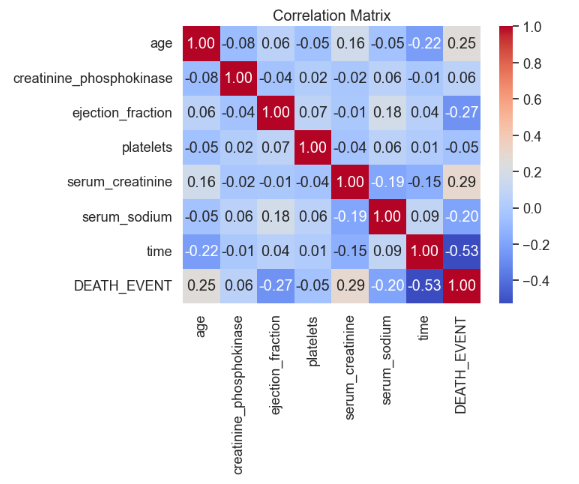 Correlation Matrix
age 1.00 -0.08 0.06 -0.05 0.16 -0.05 -0.22 0.25
creatinine_phosphokinase -0.08 1.00 -0.04 0.02 -0.02 0.06 -0.01 0.06
ejection_fraction 0.06 -0.04 1.00 0.07 -0.01 0.18 0.04 -0.27
platelets -0.05 0.02 0.07 1.00 -0.04 0.06 0.01 -0.05
serum_creatinine 0.16 -0.02 -0.01 -0.04 1.00 -0.19 -0.15 0.29
serum_sodium -0.05 0.06 0.18 0.06 -0.19 1.00 0.09 -0.20
time -0.22 -0.01 0.04 0.01 -0.15 0.09 1.00 -0.53
DEATH_EVENT 0.25 0.06 -0.27 -0.05 0.29 -0.20 -0.53 1.00
age
creatinine_phosphokinase
ejection_fraction
platelets
serum_creatinine
serum_sodium
time
DEATH_EVENT
1.0
0.8
0.6
0.4
0.2
0.0
−0.2
−0.4